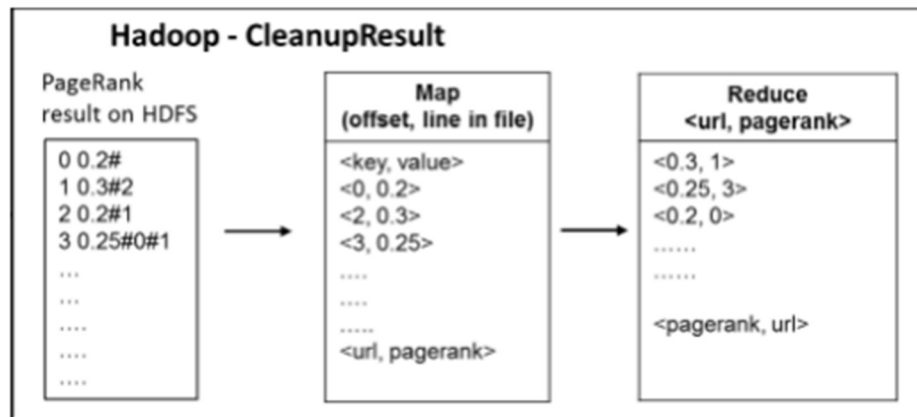 Hadoop - CleanupResult
PageRank
result on HDFS
0 0.2#
1 0.3#2
2 0.2#1
3 0.25#0#1
...
...
....
....
....
Map
(offset, line in file)
<key, value>
<0, 0.2>
<2, 0.3>
<3, 0.25>
....
....
.....
<url, pagerank>
Reduce
<url, pagerank>
<0.3, 1>
<0.25, 3>
<0.2, 0>
......
......
<pagerank, url>